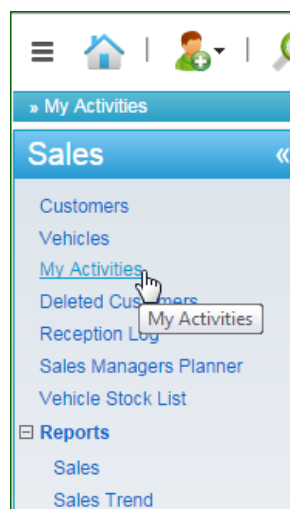 » My Activities
Sales «
Customers
Vehicles
My Activities
Deleted Customers
My Activities
Reception Log
Sales Managers Planner
Vehicle Stock List
Reports
Sales
Sales Trend